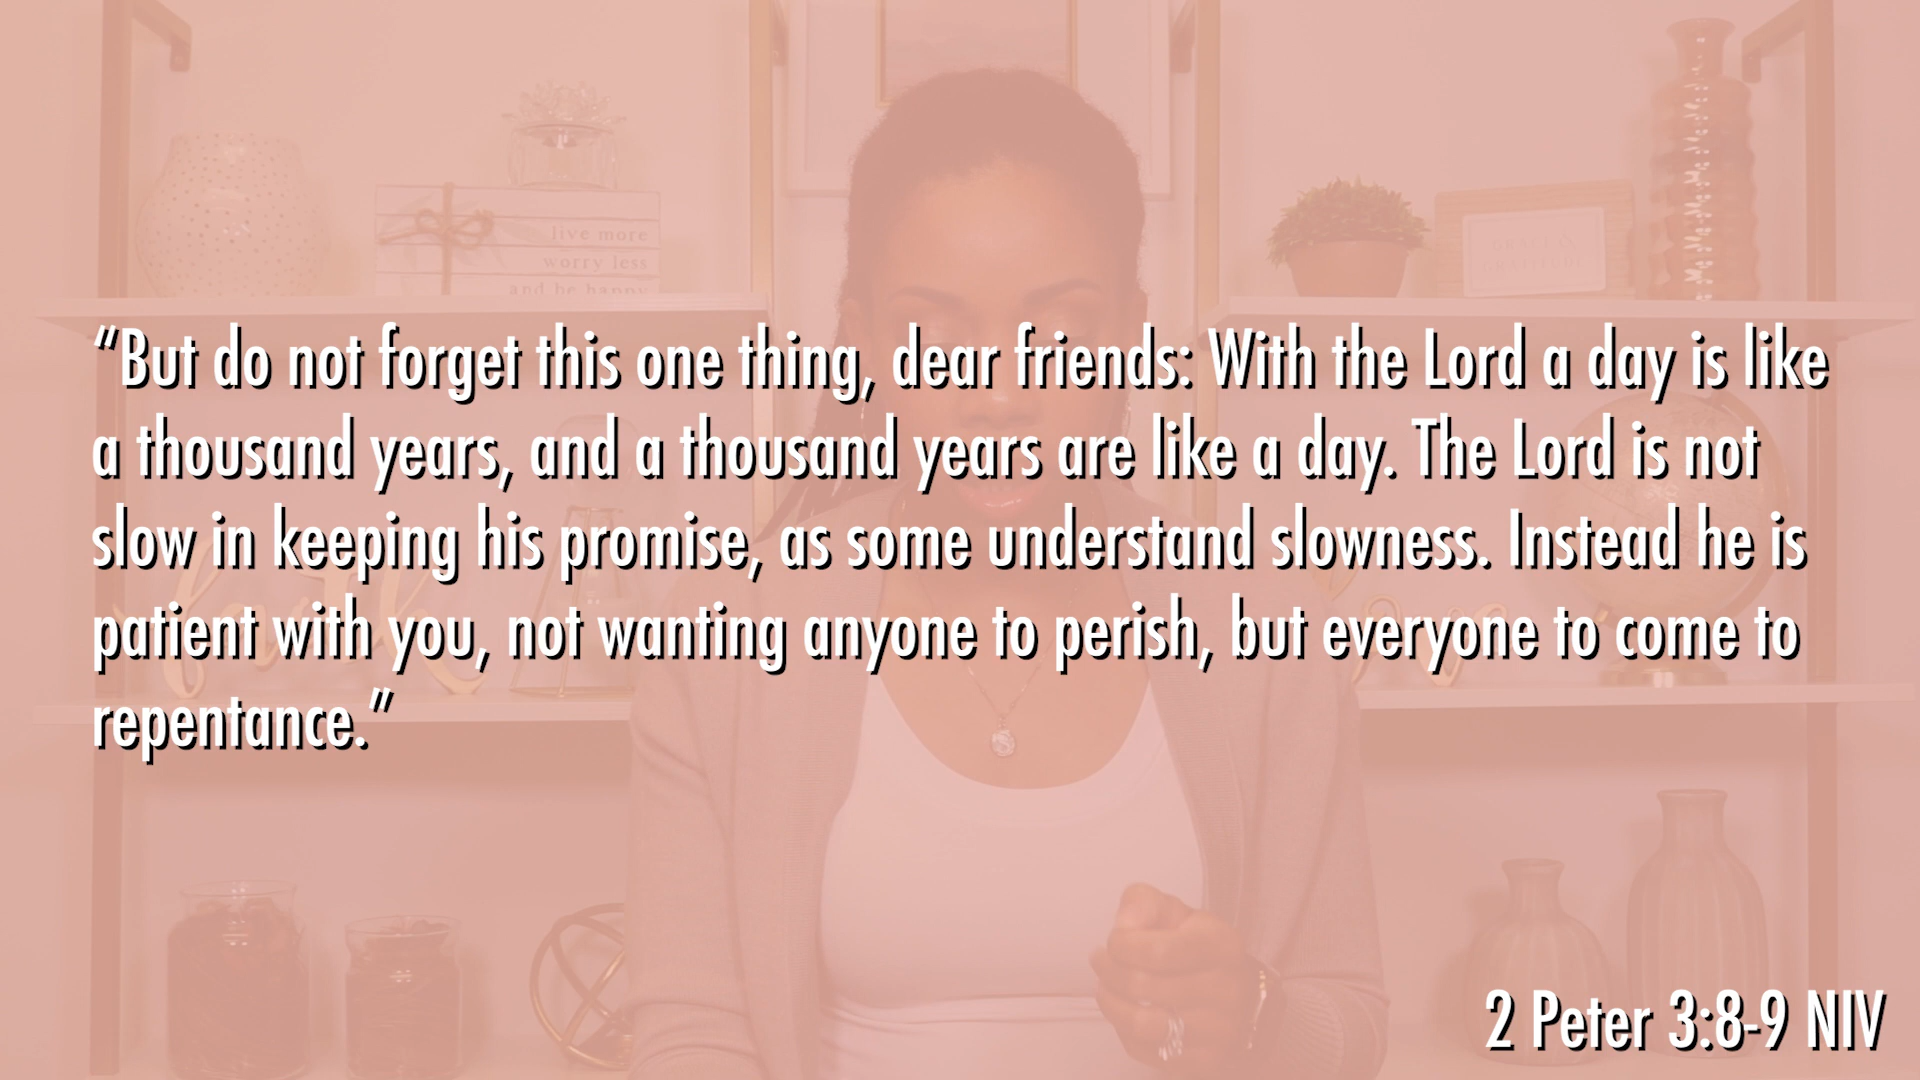 live more
worry less
and be happy
“But do not forget this one thing, dear friends: With the Lord a day is like
a thousand years, and a thousand years are like a day. The Lord is not
slow in keeping his promise, as some understand slowness. Instead he is
patient with you, not wanting anyone to perish, but everyone to come to
repentance.”
2 Peter 3:8-9 NIV